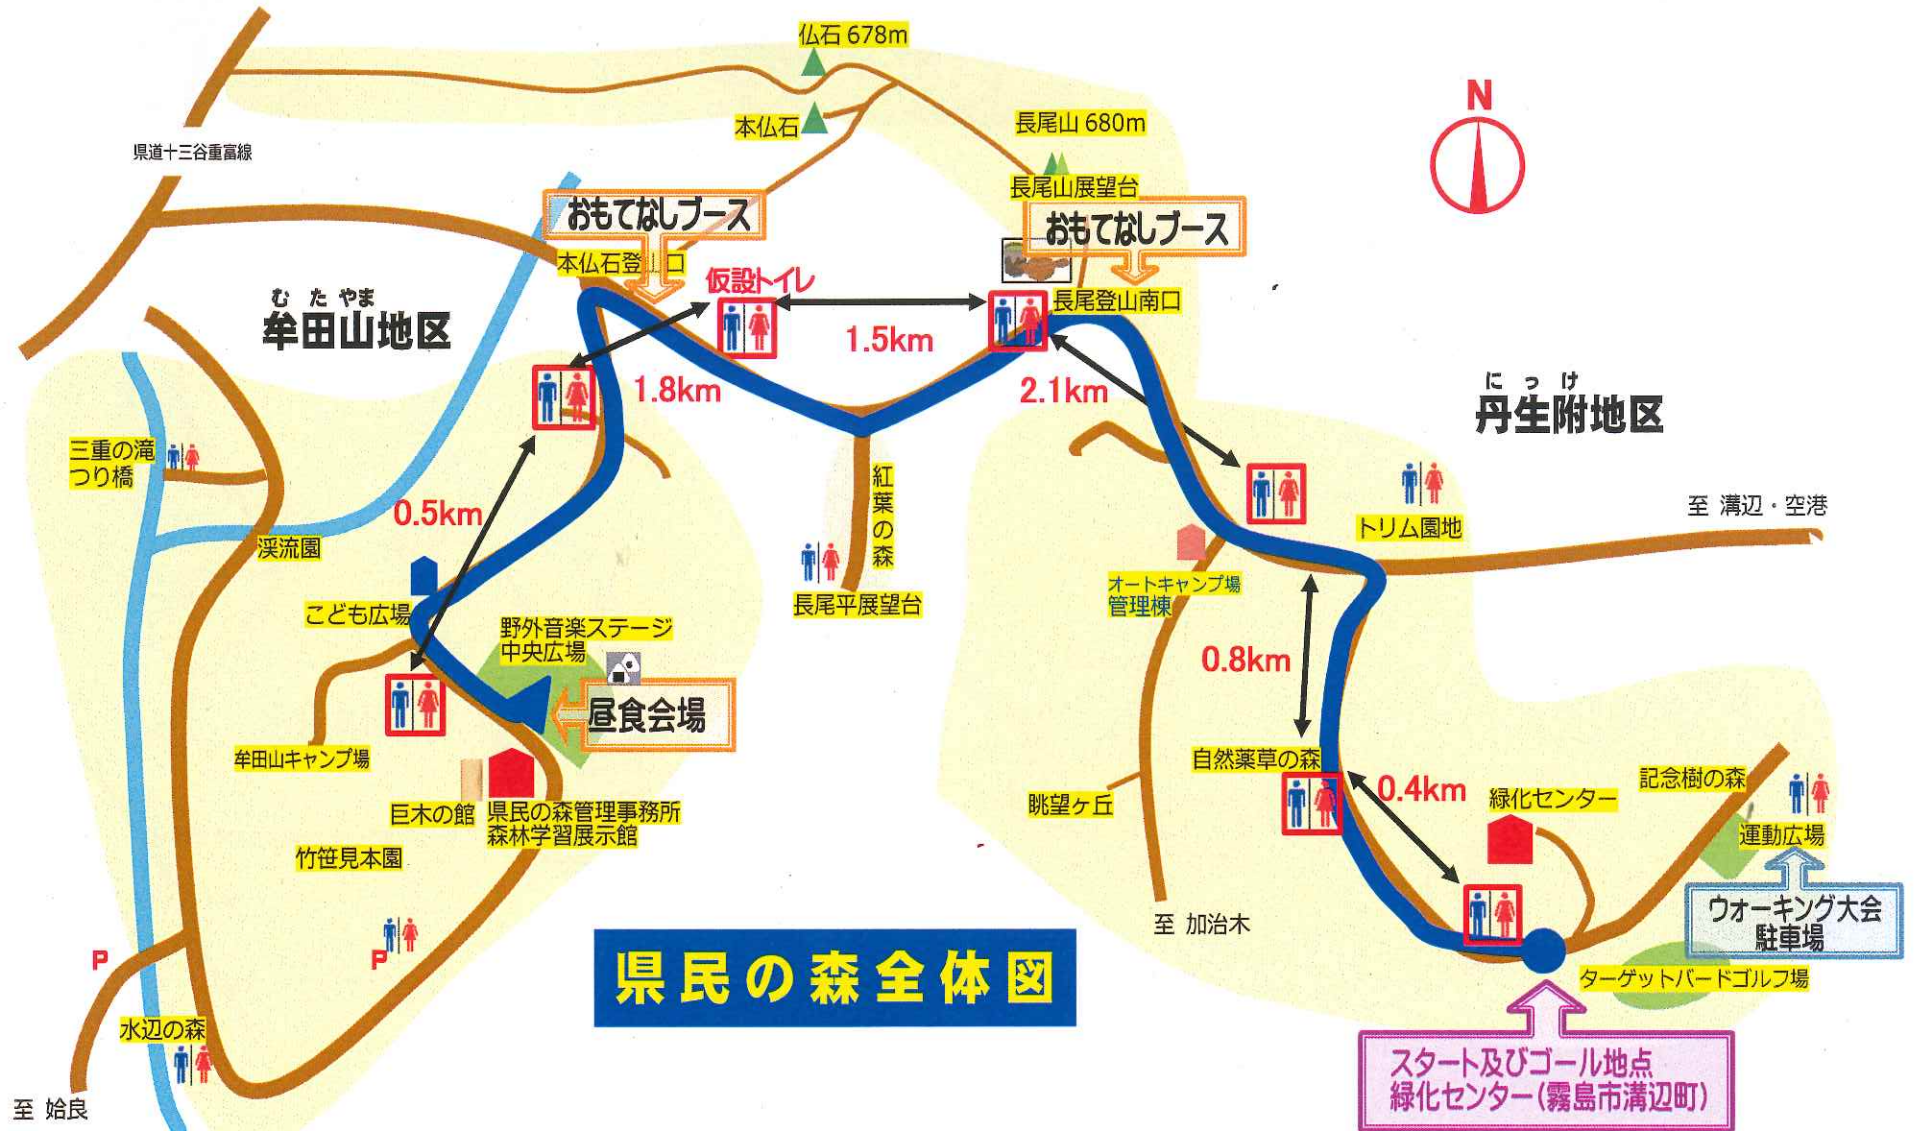 仏石 678m
N
本仏石
長尾山 680m
県道十三谷重富線
長尾山展望台
おもてなしブース
おもてなしブース
本仏石登山口
仮設トイレ
長尾登山南口
むたやま
牟田山地区
1.5km
1.8km
2.1km
にっけ
丹生附地区
三重の滝
つり橋
紅葉の森
0.5km
至 溝辺・空港
トリム園地
渓流園
オートキャンプ場
管理棟
長尾平展望台
こども広場
野外音楽ステージ
中央広場
0.8km
昼食会場
牟田山キャンプ場
自然薬草の森
0.4km
緑化センター
記念樹の森
巨木の館
県民の森管理事務所
森林学習展示館
眺望ヶ丘
運動広場
竹笹見本園
ウォーキング大会
駐車場
至 加治木
P
P
県民の森全体図
ターゲットバードゴルフ場
水辺の森
スタート及びゴール地点
緑化センター(霧島市溝辺町)
至 姶良